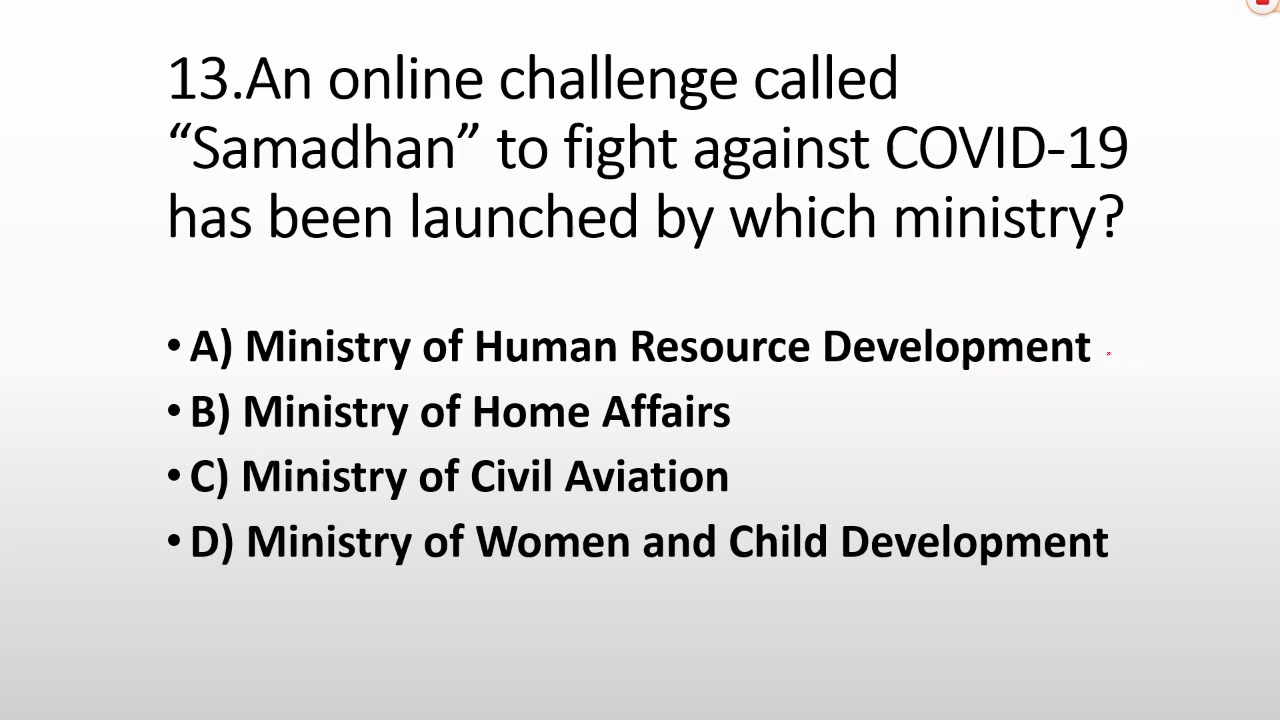 13.An online challenge called
“Samadhan” to fight against COVID-19
has been launched by which ministry?
• A) Ministry of Human Resource Development
• B) Ministry of Home Affairs
• C) Ministry of Civil Aviation
• D) Ministry of Women and Child Development